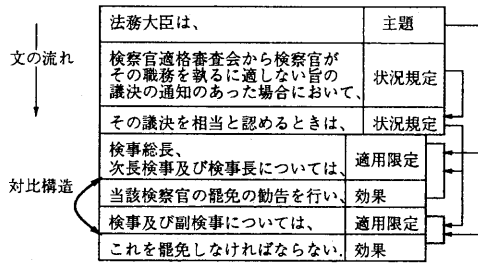 法務大臣は、
主題
文の流れ
検察官適格審査会から検察官が
その職務を執るに適しない旨の
議決の通知のあった場合において、
状況規定
その議決を相当と認めるときは、
状況規定
検事総長、
次長検事及び検事長については、
適用限定
対比構造
当該検察官の罷免の勧告を行い、
効果
検事及び副検事については、
適用限定
これを罷免しなければならない.
効果